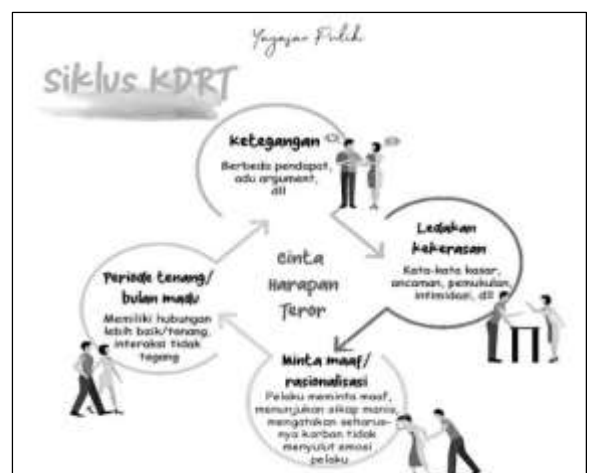 Yayasan Pulih
Siklus KDRT
Ketegangan
Berbeda pendapat,
adu argument,
dll
Ledakan
kekerasan
Kata-kata kasar,
ancaman, pemukulan,
intimidasi, dll
Minta maaf/
rasionalisasi
Pelaku meminta maaf,
menunjukan sikap manis,
mengatakan seharus-
nya korban tidak
menyulut emosi
pelaku
Periode tenang/
bulan madu
Memiliki hubungan
lebih baik/tenang,
interaksi tidak
tegang
Cinta
Harapan
Teror